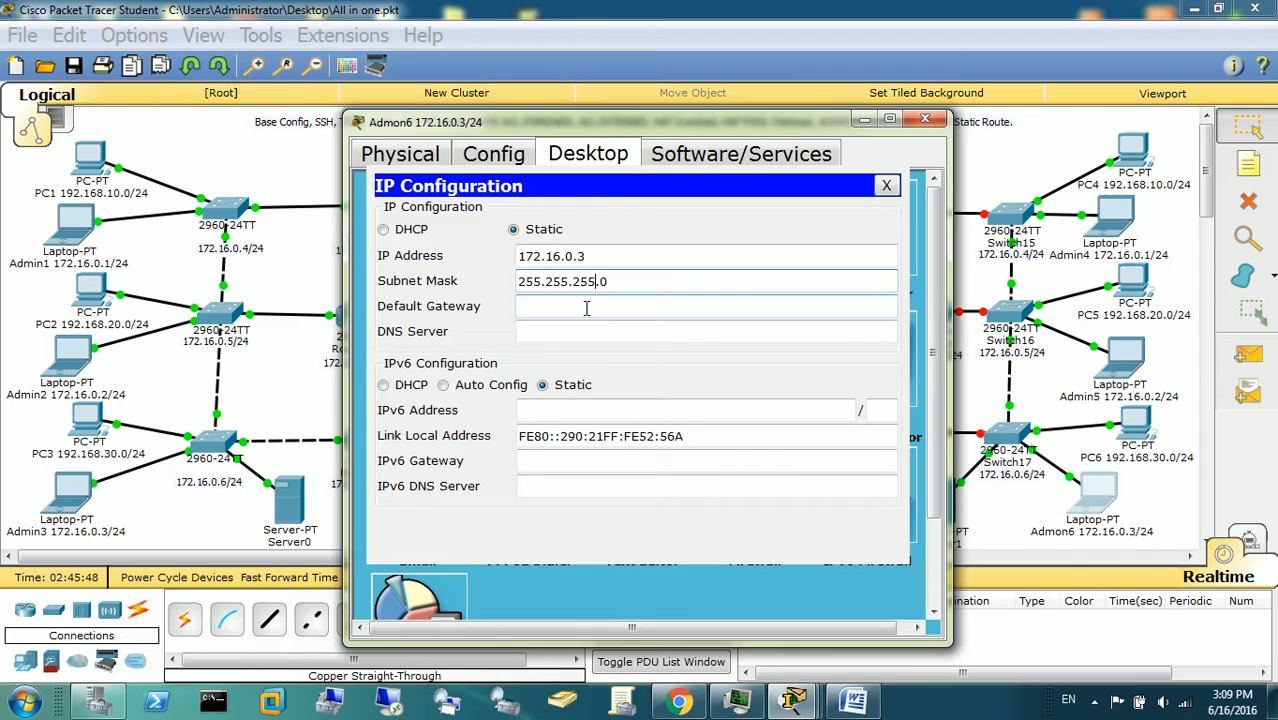 Cisco Packet Tracer Student - C:\Users\Administrator\Desktop\All in one.pkt
File Edit Options View Tools Extensions Help
Logical [Root] New Cluster Move Object Set Tiled Background Viewport
Base Config, SSH, Static Route.
PC-PT
PC1 192.168.10.0/24
Laptop-PT
Admin1 172.16.0.1/24
2960-24TT
172.16.0.4/24
PC-PT
PC2 192.168.20.0/24
Laptop-PT
Admin2 172.16.0.2/24
2960-24TT
172.16.0.5/24
PC-PT
PC3 192.168.30.0/24
Laptop-PT
Admin3 172.16.0.3/24
2960-24TT
172.16.0.6/24
Server-PT
Server0
Admon6 172.16.0.3/24
Physical Config Desktop Software/Services
IP Configuration X
IP Configuration
DHCP Static
IP Address 172.16.0.3
Subnet Mask 255.255.255.0
Default Gateway
DNS Server
IPv6 Configuration
DHCP Auto Config Static
IPv6 Address /
Link Local Address FE80::290:21FF:FE52:56A
IPv6 Gateway
IPv6 DNS Server
PC-PT
PC4 192.168.10.0/24
2960-24TT
Switch15
172.16.0.4/24
Laptop-PT
Admin4 172.16.0.1/24
PC-PT
PC5 192.168.20.0/24
2960-24TT
Switch16
172.16.0.5/24
Laptop-PT
Admin5 172.16.0.2/24
PC-PT
PC6 192.168.30.0/24
2960-24TT
Switch17
172.16.0.6/24
Laptop-PT
Admon6 172.16.0.3/24
Time: 02:45:48 Power Cycle Devices Fast Forward Time
Realtime
Connections
Copper Straight-Through
Toggle PDU List Window
ination Type Color Time(sec) Periodic Num
EN
3:09 PM
6/16/2016